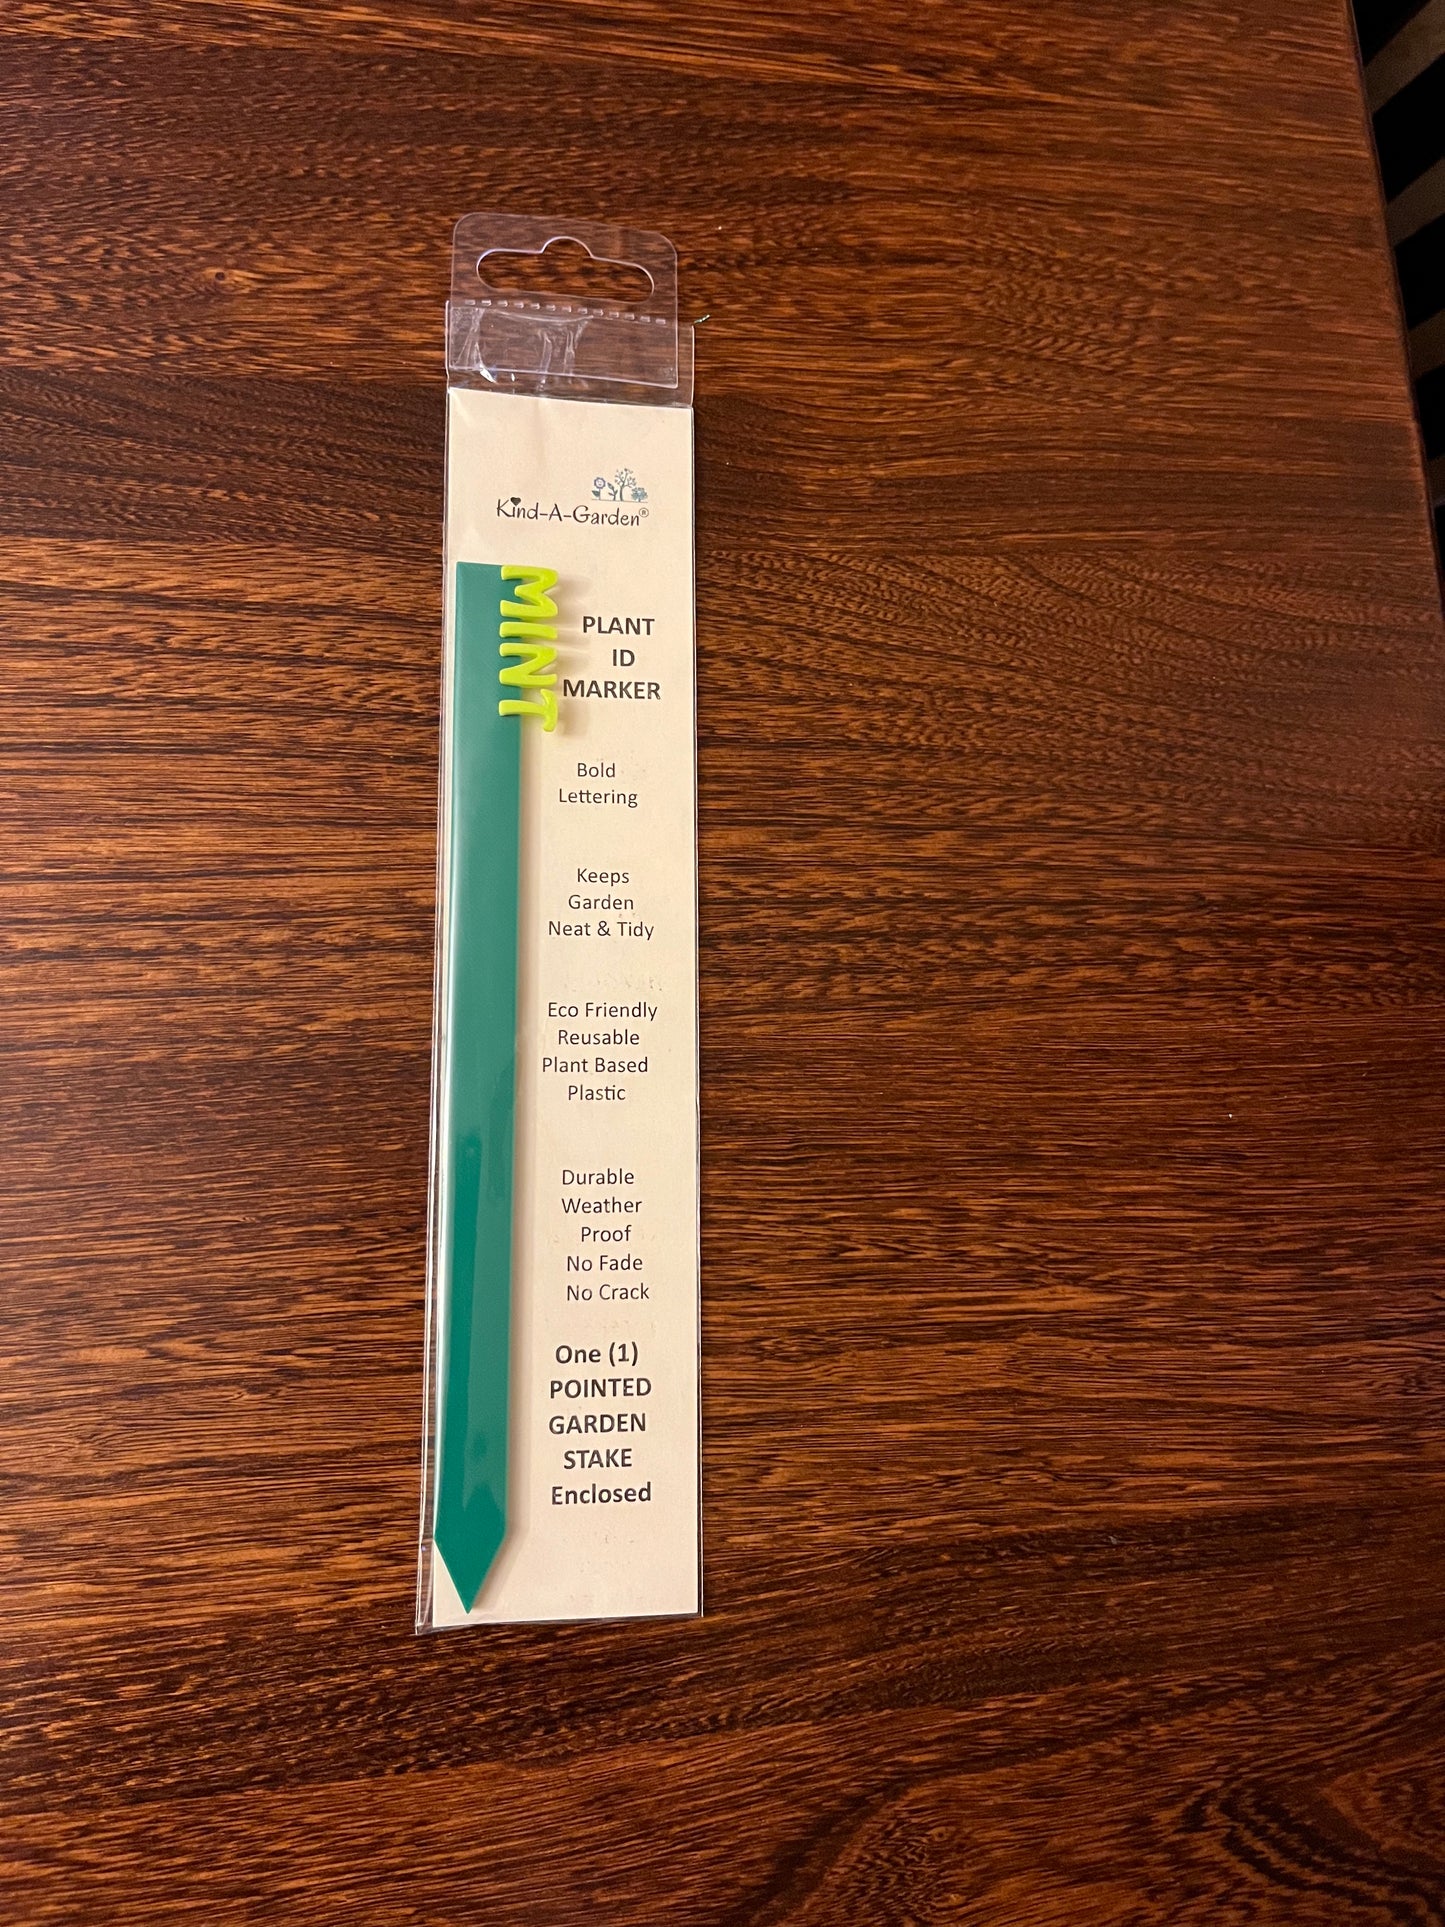 Kind-A-Garden®
MINT
PLANT
ID
MARKER
Bold
Lettering
Keeps
Garden
Neat & Tidy
Eco Friendly
Reusable
Plant Based
Plastic
Durable
Weather
Proof
No Fade
No Crack
One (1)
POINTED
GARDEN
STAKE
Enclosed